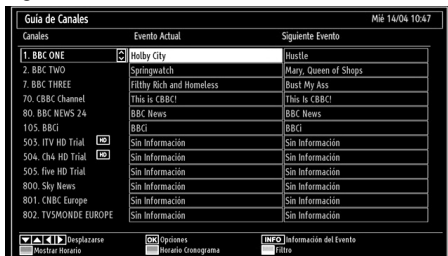 Guía de Canales Mié 14/04 10:47
Canales Evento Actual Siguiente Evento
1. BBC ONE Holby City Hustle
2. BBC TWO Springwatch Mary, Queen of Shops
7. BBC THREE Filthy Rich and Homeless Bust My Ass
70. CBBC Channel This is CBBC! This Is CBBC!
80. BBC NEWS 24 BBC News BBC News
105. BBCi BBCi BBCi
503. ITV HD Trial HD Sin Información Sin Información
504. Ch4 HD Trial HD Sin Información Sin Información
505. five HD Trial Sin Información Sin Información
800. Sky News Sin Información Sin Información
801. CNBC Europe Sin Información Sin Información
802. TV5MONDE EUROPE Sin Información Sin Información
Desplazarse OK Opciones INFO Información del Evento
Mostrar Horario Horario Cronograma Filtro